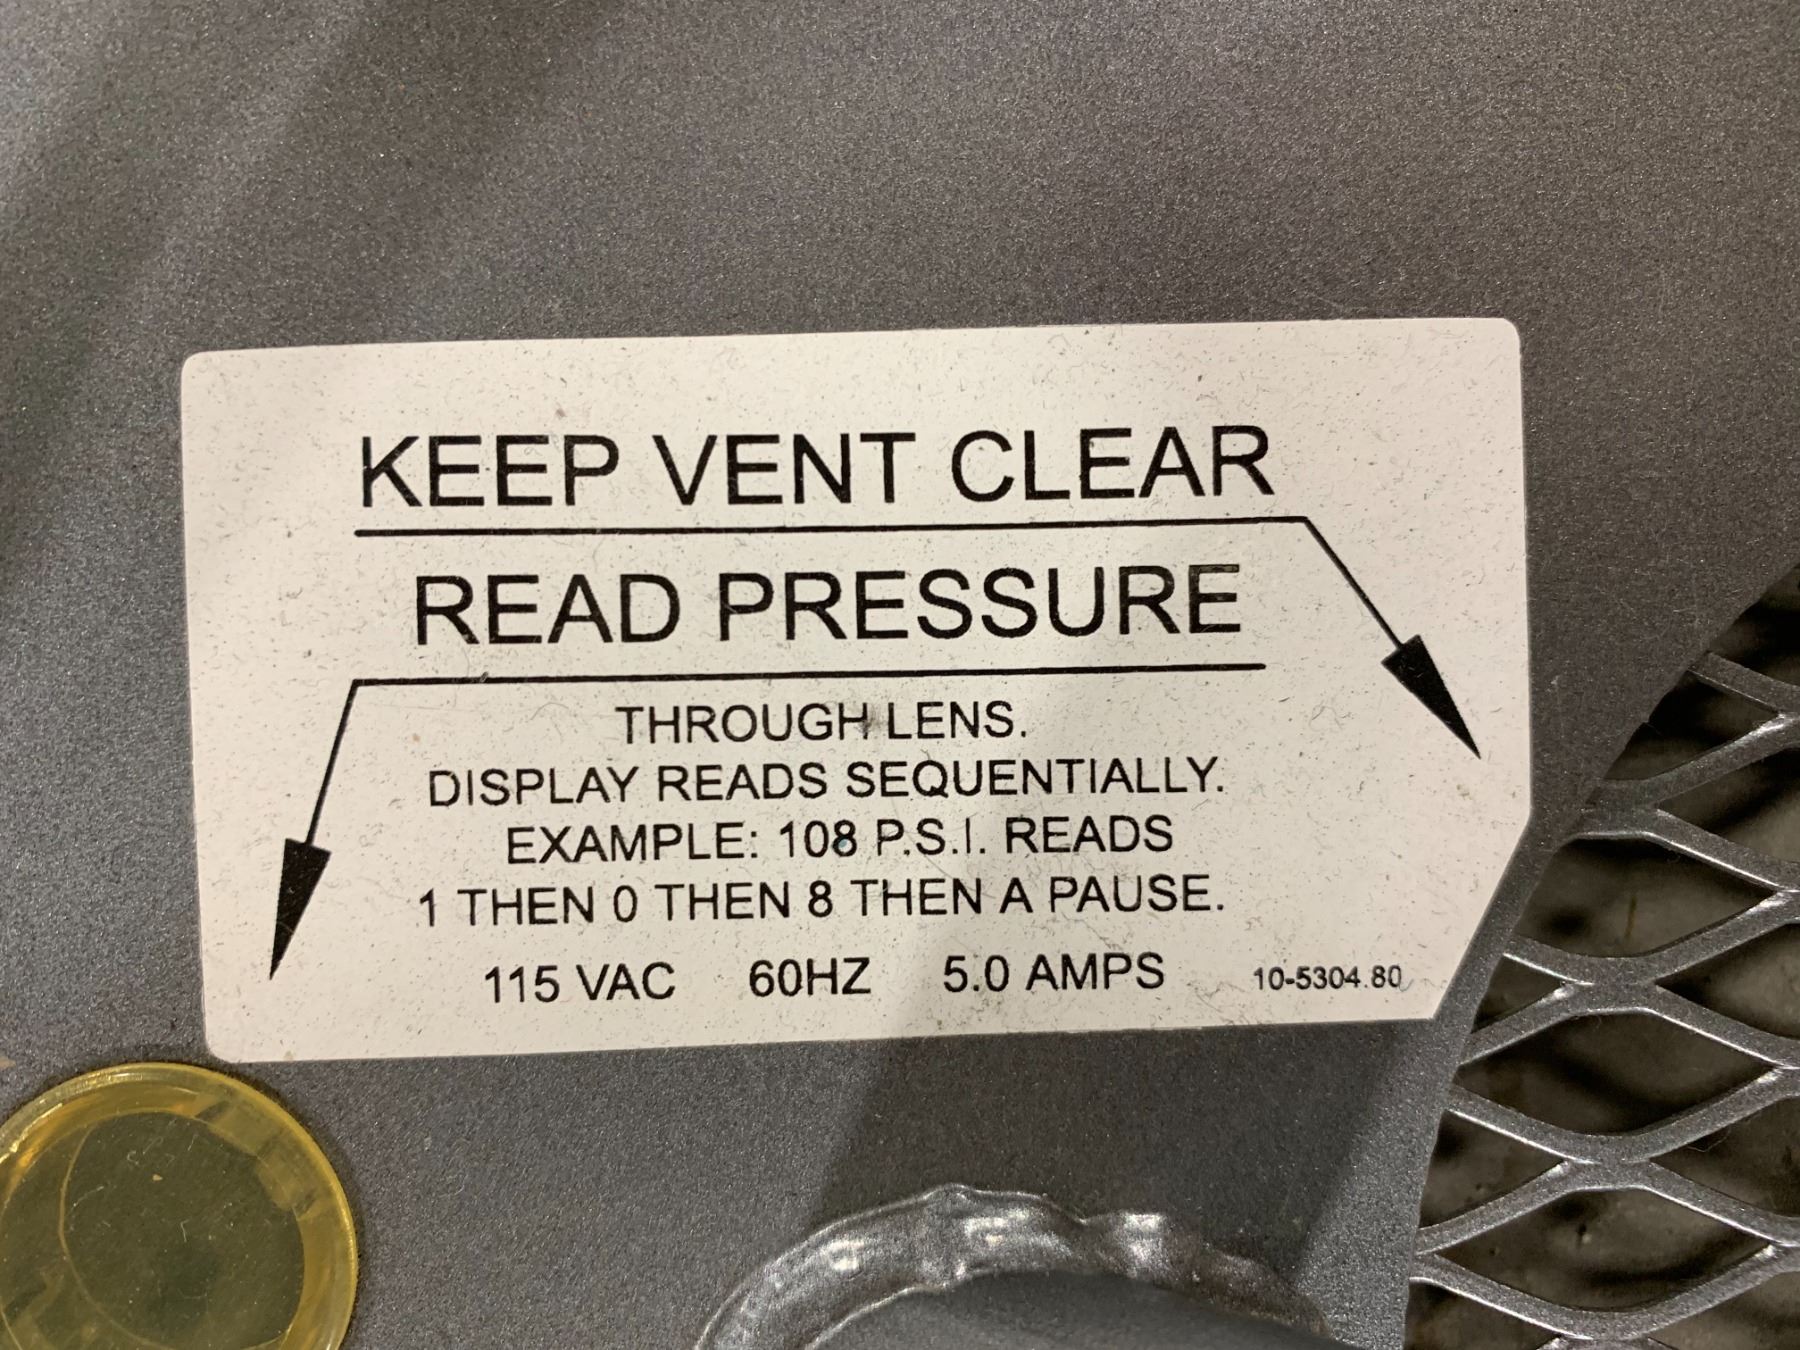 KEEP VENT CLEAR
READ PRESSURE
THROUGH LENS.
DISPLAY READS SEQUENTIALLY.
EXAMPLE: 108 P.S.I. READS
1 THEN 0 THEN 8 THEN A PAUSE.
115 VAC 60HZ 5.0 AMPS 10-5304.80